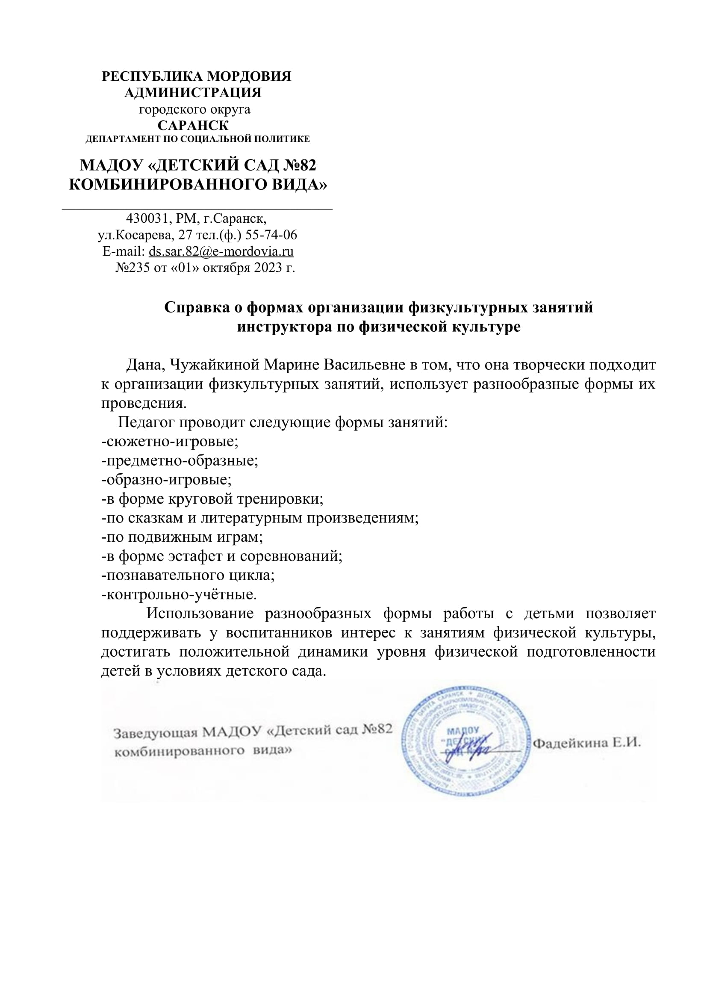 РЕСПУБЛИКА МОРДОВИЯ
АДМИНИСТРАЦИЯ
городского округа
САРАНСК
ДЕПАРТАМЕНТ ПО СОЦИАЛЬНОЙ ПОЛИТИКЕ
МАДОУ «ДЕТСКИЙ САД №82
КОМБИНИРОВАННОГО ВИДА»
430031, РМ, г.Саранск,
ул.Косарева, 27 тел.(ф.) 55-74-06
E-mail: ds.sar.82@e-mordovia.ru
№235 от «01» октября 2023 г.
Справка о формах организации физкультурных занятий
инструктора по физической культуре
Дана, Чужайкиной Марине Васильевне в том, что она творчески подходит
к организации физкультурных занятий, использует разнообразные формы их
проведения.
Педагог проводит следующие формы занятий:
-сюжетно-игровые;
-предметно-образные;
-образно-игровые;
-в форме круговой тренировки;
-по сказкам и литературным произведениям;
-по подвижным играм;
-в форме эстафет и соревнований;
-познавательного цикла;
-контрольно-учётные.
Использование разнообразных формы работы с детьми позволяет
поддерживать у воспитанников интерес к занятиям физической культуры,
достигать положительной динамики уровня физической подготовленности
детей в условиях детского сада.
Заведующая МАДОУ «Детский сад №82
комбинированного вида»
МАДОУ
"ДЕТСКИЙ
САД
Фадейкина Е.И.